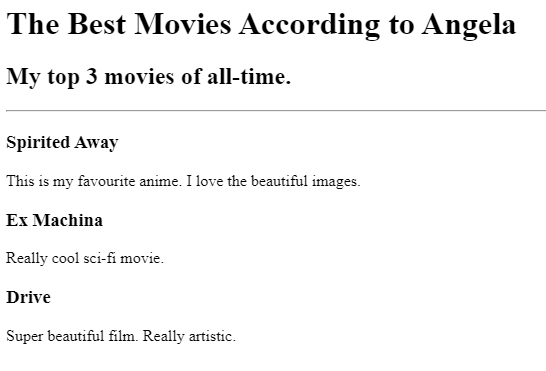 The Best Movies According to Angela
My top 3 movies of all-time.
Spirited Away
This is my favourite anime. I love the beautiful images.
Ex Machina
Really cool sci-fi movie.
Drive
Super beautiful film. Really artistic.